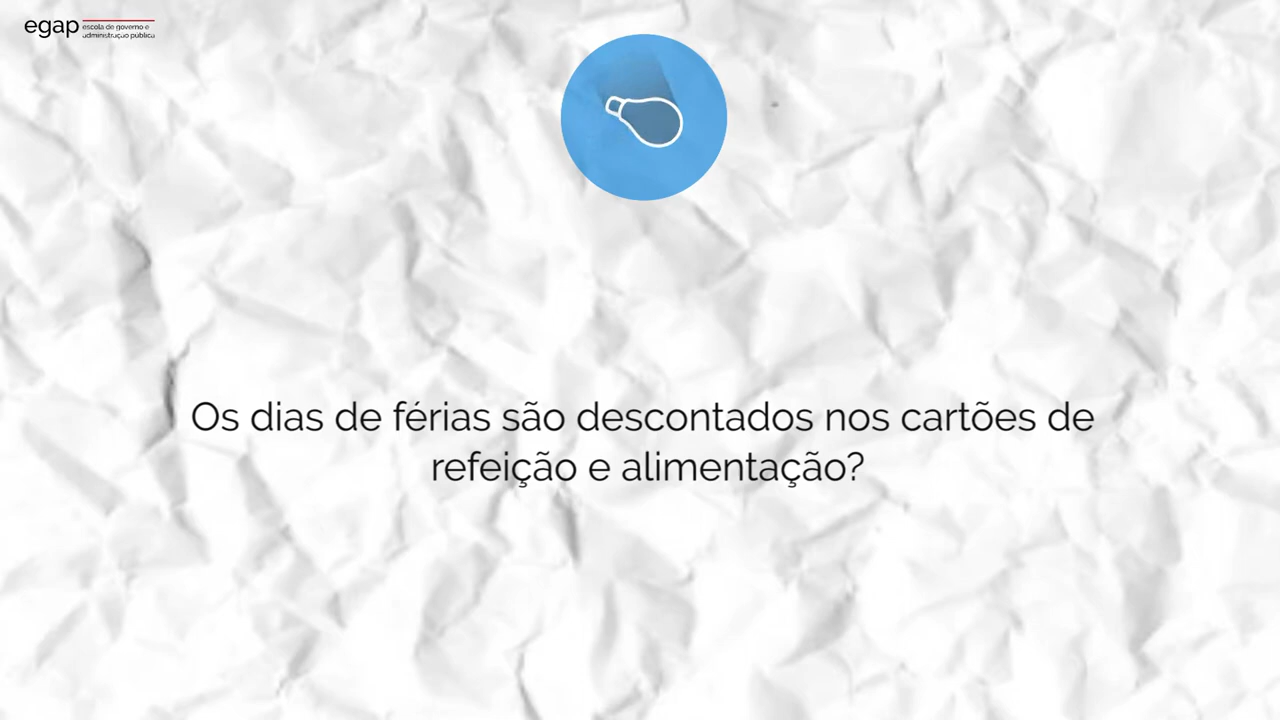 egap
escola de governo e
administração pública
Os dias de férias são descontados nos cartões de
refeição e alimentação?